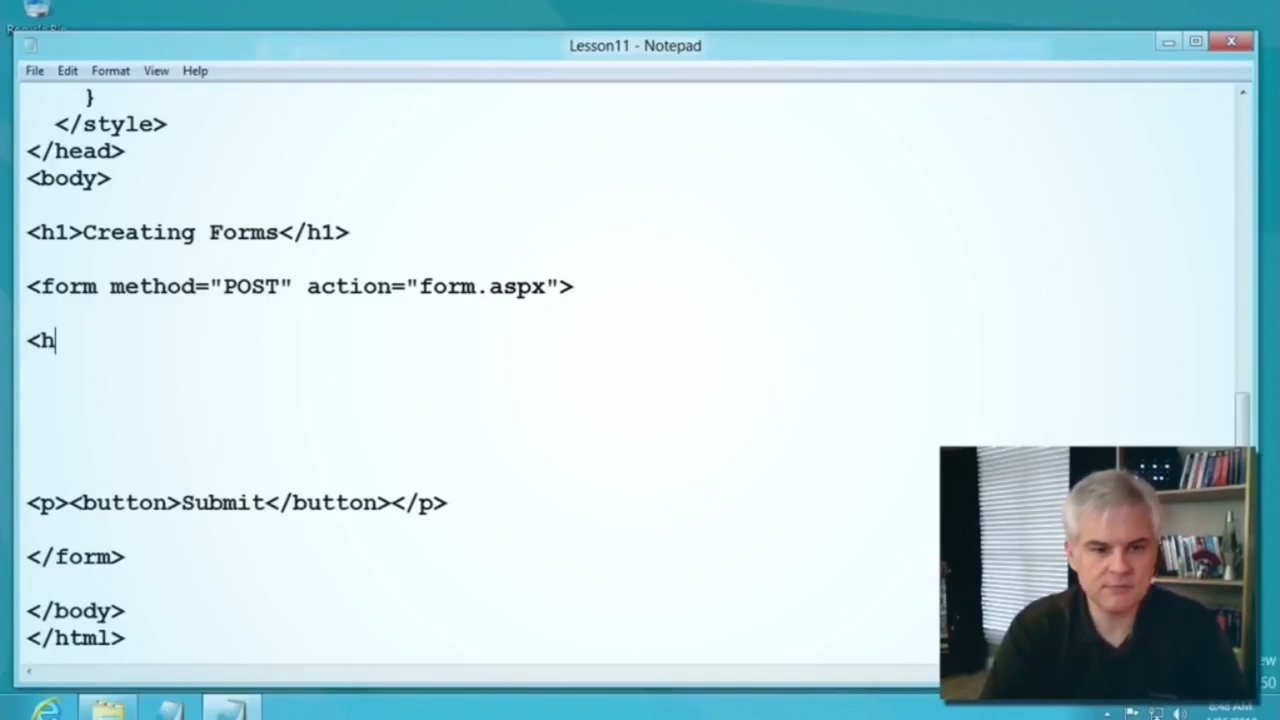 Lesson11 - Notepad
File Edit Format View Help
}
</style>
</head>
<body>
<h1>Creating Forms</h1>
<form method="POST" action="form.aspx">
<h
<p><button>Submit</button></p>
</form>
</body>
</html>